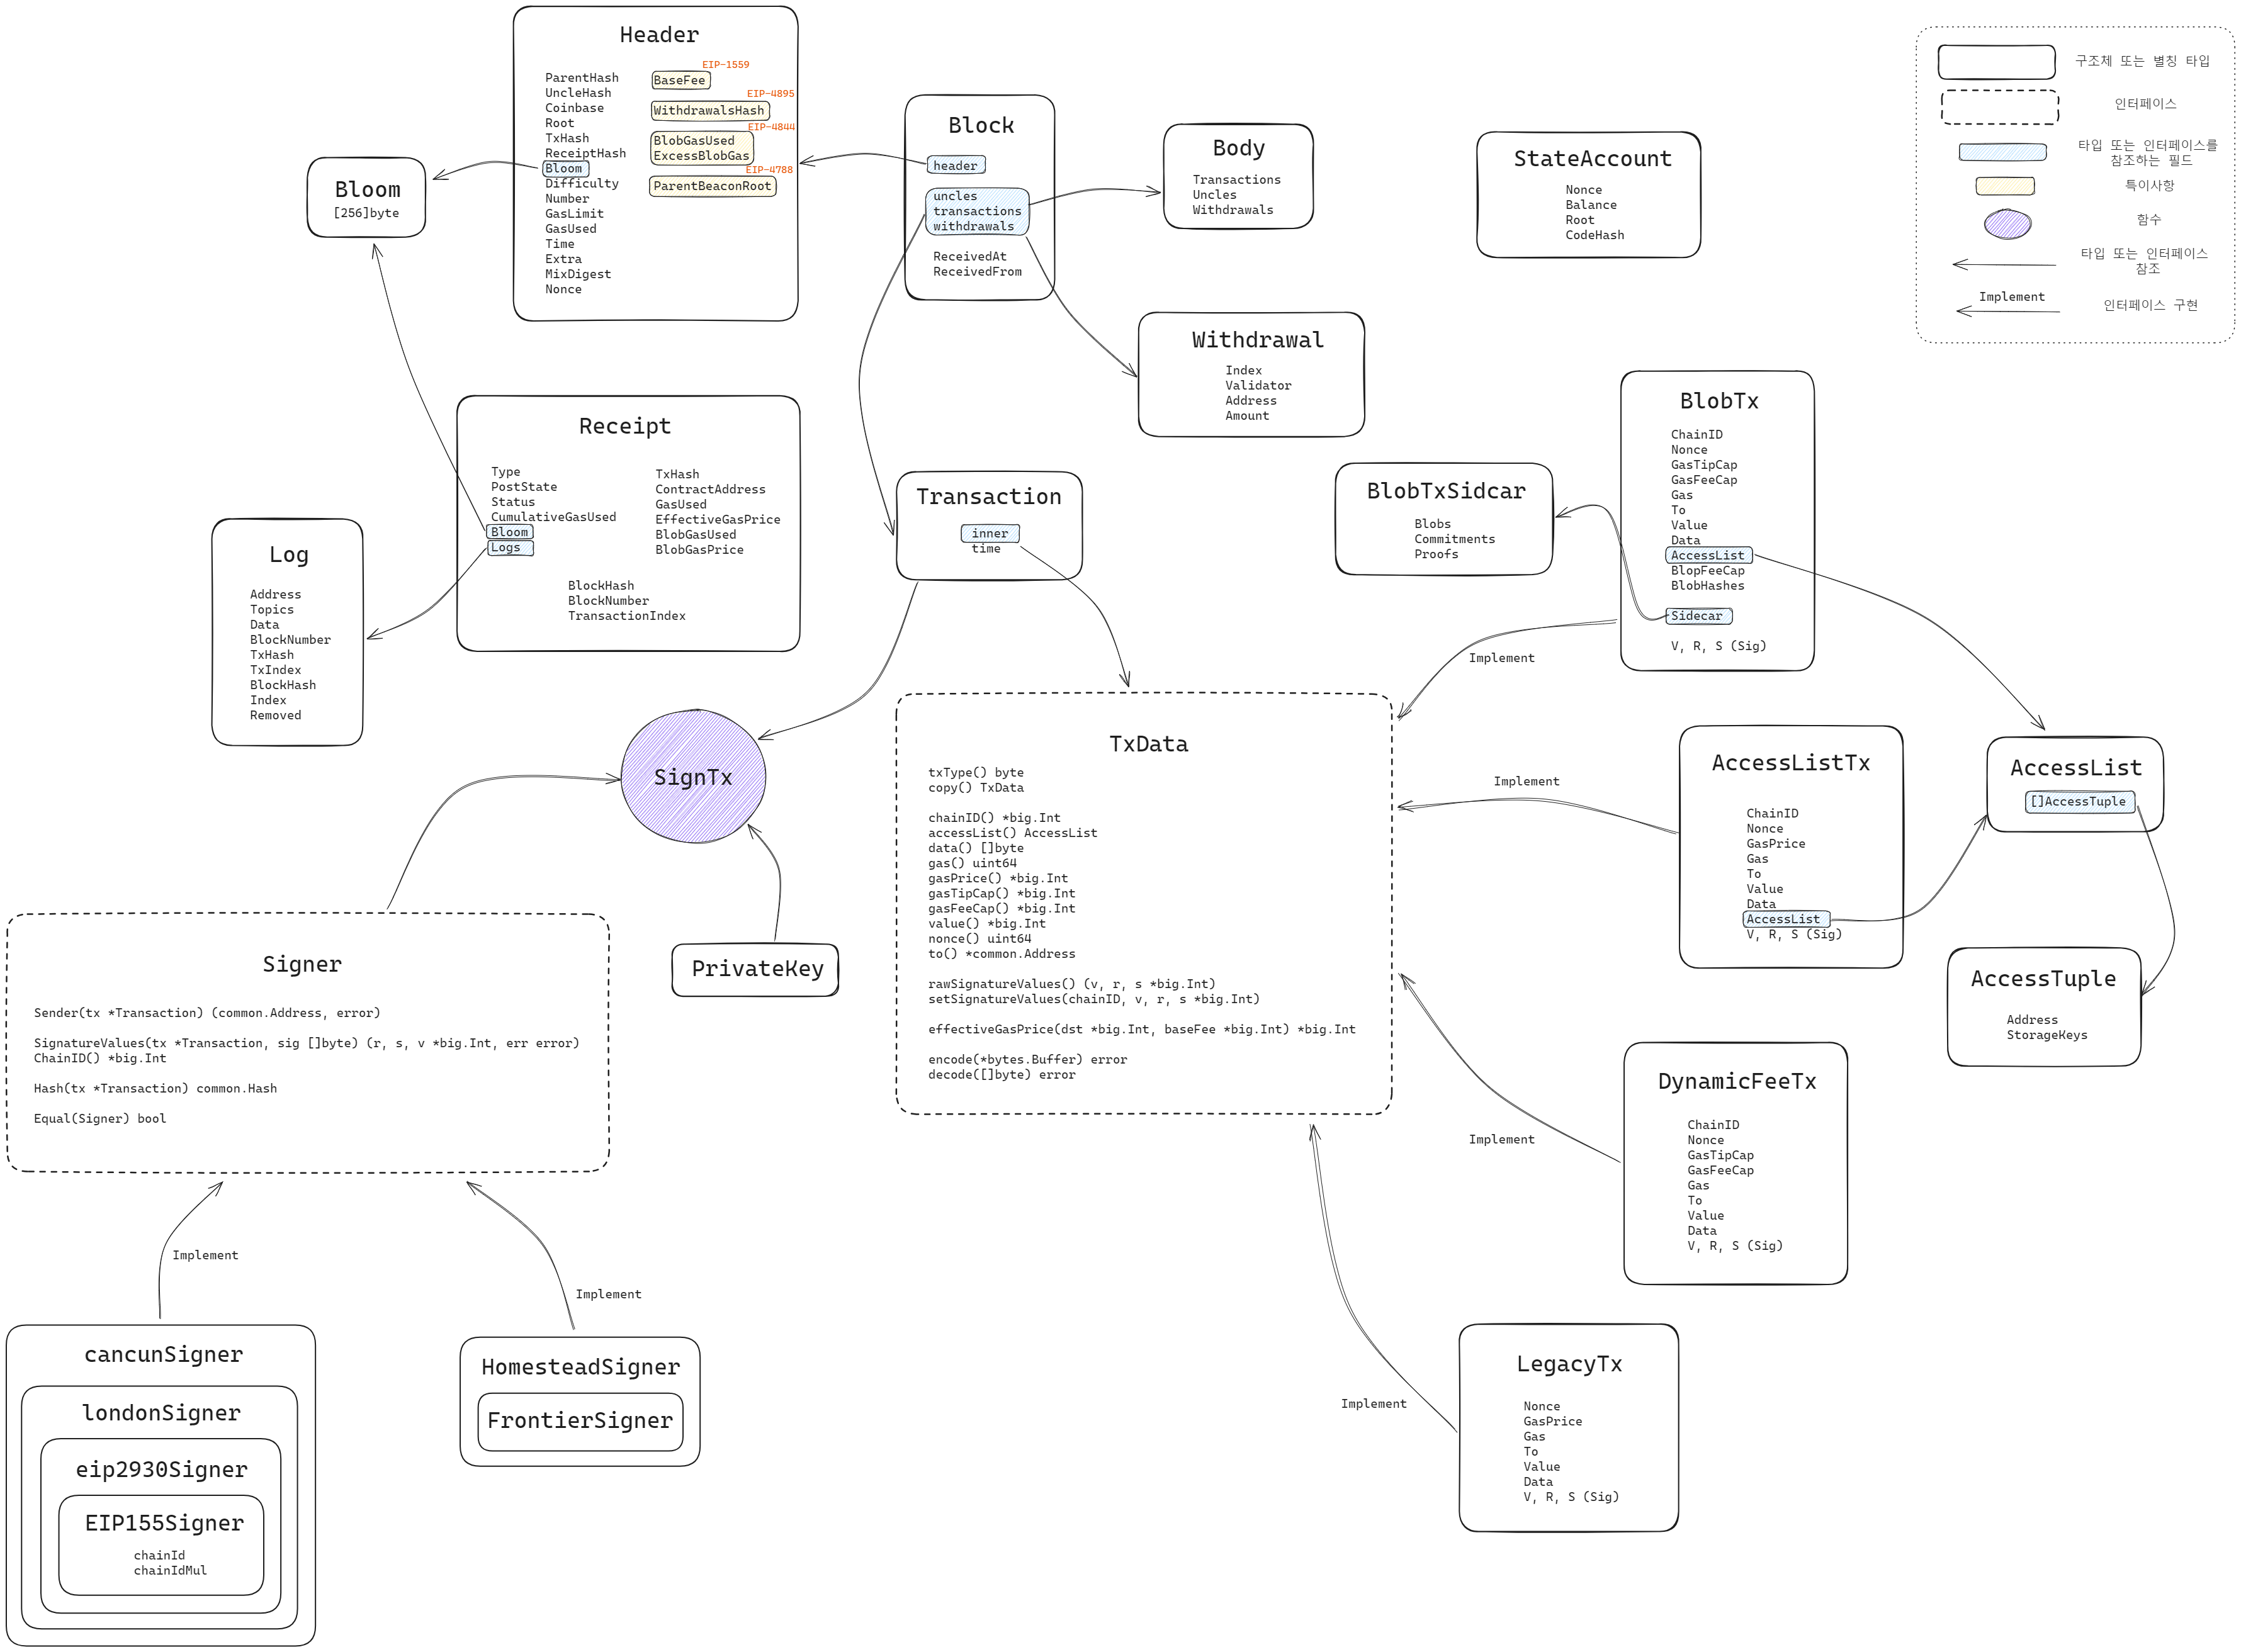 Header
EIP-1559
ParentHash
UncleHash
Coinbase
Root
TxHash
ReceiptHash
Bloom
Difficulty
Number
GasLimit
GasUsed
Time
Extra
MixDigest
Nonce
BaseFee
EIP-4895
WithdrawalsHash
EIP-4844
BlobGasUsed
ExcessBlobGas
EIP-4788
ParentBeaconRoot
Bloom
[256]byte
Block
header
uncles
transactions
withdrawals
ReceivedAt
ReceivedFrom
Body
Transactions
Uncles
Withdrawals
StateAccount
Nonce
Balance
Root
CodeHash
구조체 또는 별칭 타입
인터페이스
타입 또는 인터페이스를
참조하는 필드
특이사항
함수
타입 또는 인터페이스
참조
Implement
인터페이스 구현
Withdrawal
Index
Validator
Address
Amount
Receipt
Type
PostState
Status
CumulativeGasUsed
Bloom
Logs
TxHash
ContractAddress
GasUsed
EffectiveGasPrice
BlobGasUsed
BlobGasPrice
BlockHash
BlockNumber
TransactionIndex
Log
Address
Topics
Data
BlockNumber
TxHash
TxIndex
BlockHash
Index
Removed
Transaction
inner
time
BlobTxSidcar
Blobs
Commitments
Proofs
BlobTx
ChainID
Nonce
GasTipCap
GasFeeCap
Gas
To
Value
Data
AccessList
BlopFeeCap
BlobHashes
Sidecar
V, R, S (Sig)
Implement
SignTx
TxData
txType() byte
copy() TxData
chainID() *big.Int
accessList() AccessList
data() []byte
gas() uint64
gasPrice() *big.Int
gasTipCap() *big.Int
gasFeeCap() *big.Int
value() *big.Int
nonce() uint64
to() *common.Address
rawSignatureValues() (v, r, s *big.Int)
setSignatureValues(chainID, v, r, s *big.Int)
effectiveGasPrice(dst *big.Int, baseFee *big.Int) *big.Int
encode(*bytes.Buffer) error
decode([]byte) error
Implement
AccessListTx
ChainID
Nonce
GasPrice
Gas
To
Value
Data
AccessList
V, R, S (Sig)
AccessList
[]AccessTuple
AccessTuple
Address
StorageKeys
PrivateKey
Signer
Sender(tx *Transaction) (common.Address, error)
SignatureValues(tx *Transaction, sig []byte) (r, s, v *big.Int, err error)
ChainID() *big.Int
Hash(tx *Transaction) common.Hash
Equal(Signer) bool
Implement
DynamicFeeTx
ChainID
Nonce
GasTipCap
GasFeeCap
Gas
To
Value
Data
V, R, S (Sig)
Implement
Implement
cancunSigner
londonSigner
eip2930Signer
EIP155Signer
chainId
chainIdMul
HomesteadSigner
FrontierSigner
Implement
LegacyTx
Nonce
GasPrice
Gas
To
Value
Data
V, R, S (Sig)